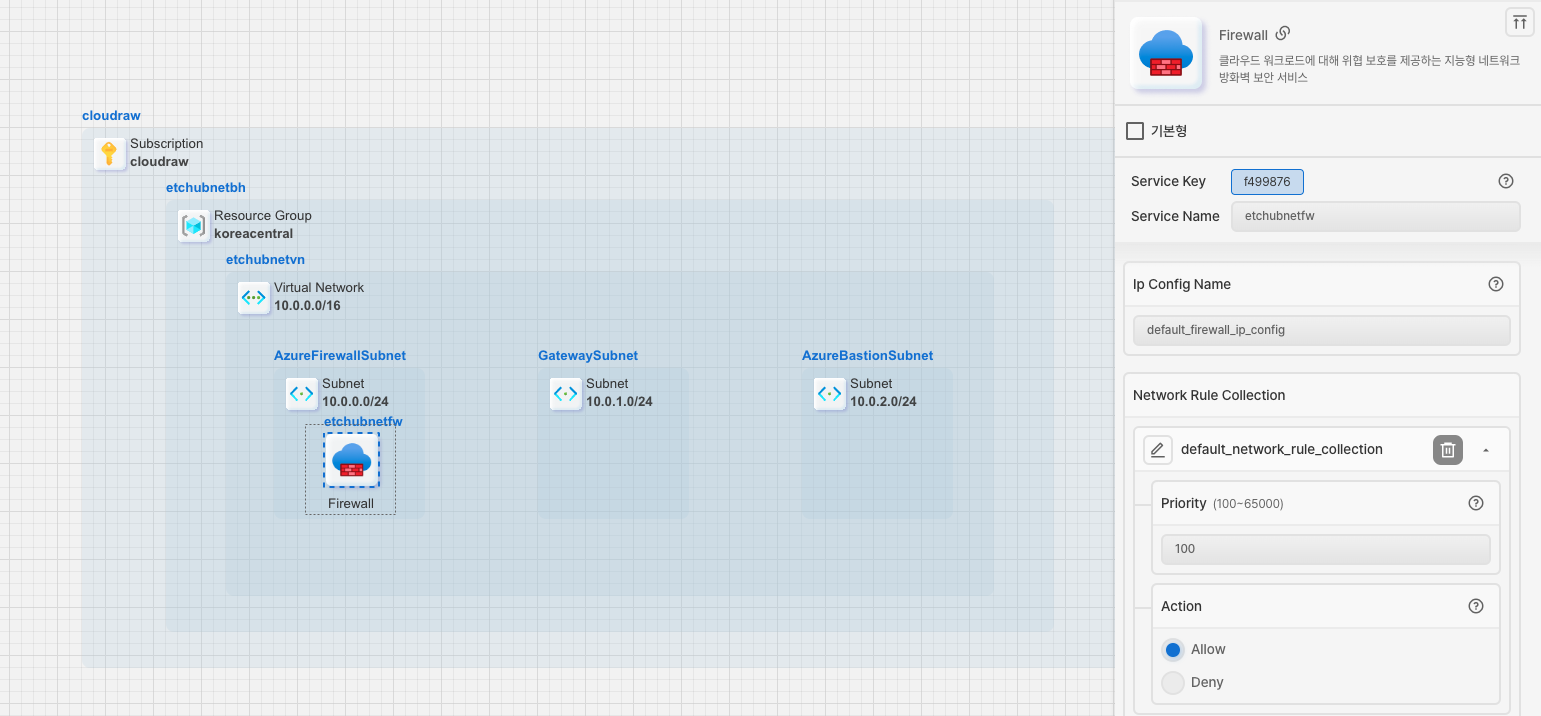 cloudraw
Subscription
cloudraw
etchubnetbh
Resource Group
koreacentral
etchubnetvn
Virtual Network
10.0.0.0/16
AzureFirewallSubnet
Subnet
10.0.0.0/24
etchubnetfw
Firewall
GatewaySubnet
Subnet
10.0.1.0/24
AzureBastionSubnet
Subnet
10.0.2.0/24
Firewall
클라우드 워크로드에 대해 위협 보호를 제공하는 지능형 네트워크
방화벽 보안 서비스
기본형
Service Key f499876
Service Name etchubnetfw
Ip Config Name
default_firewall_ip_config
Network Rule Collection
default_network_rule_collection
Priority (100~65000)
100
Action
Allow
Deny